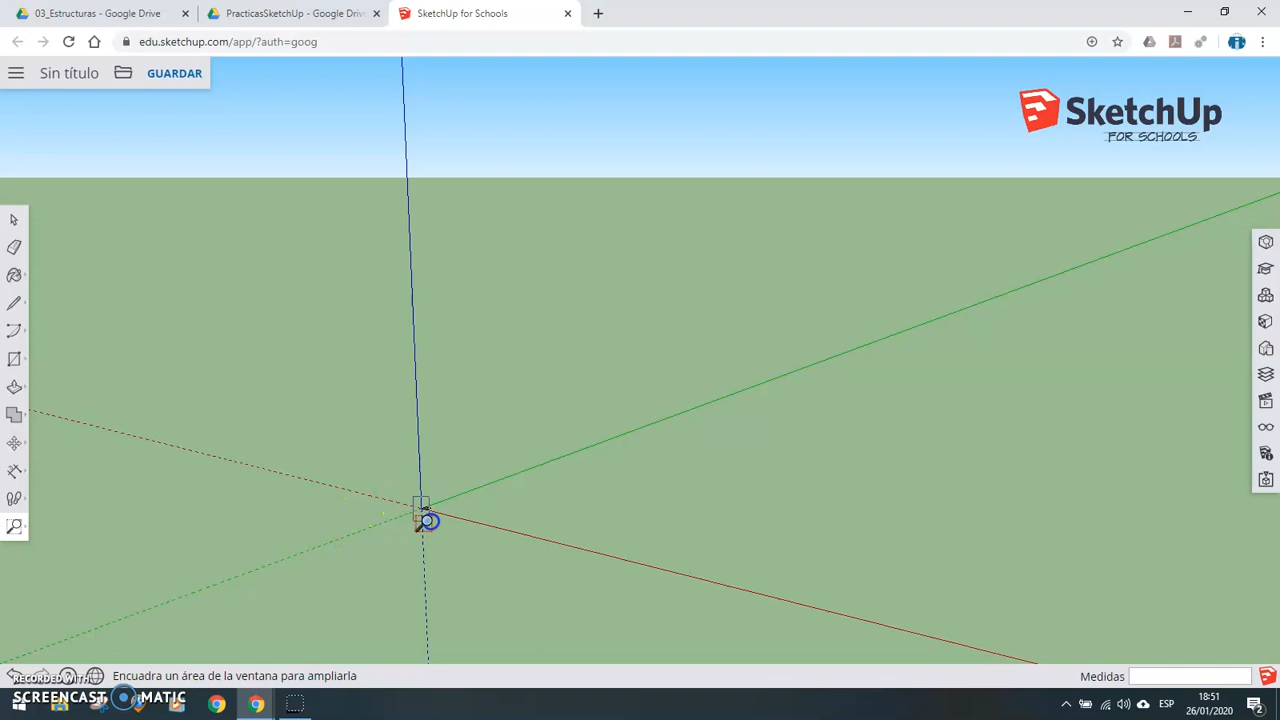 03_Estructuras - Google Drive
PracticasSketchUp - Google Drive
SketchUp for Schools
edu.sketchup.com/app/?auth=goog
Sin título
GUARDAR
SketchUp
FOR SCHOOLS
Encuadra un área de la ventana para ampliarla
Medidas
RECORDED WITH
SCREENCAST MATIC
ESP
18:51
26/01/2020
2